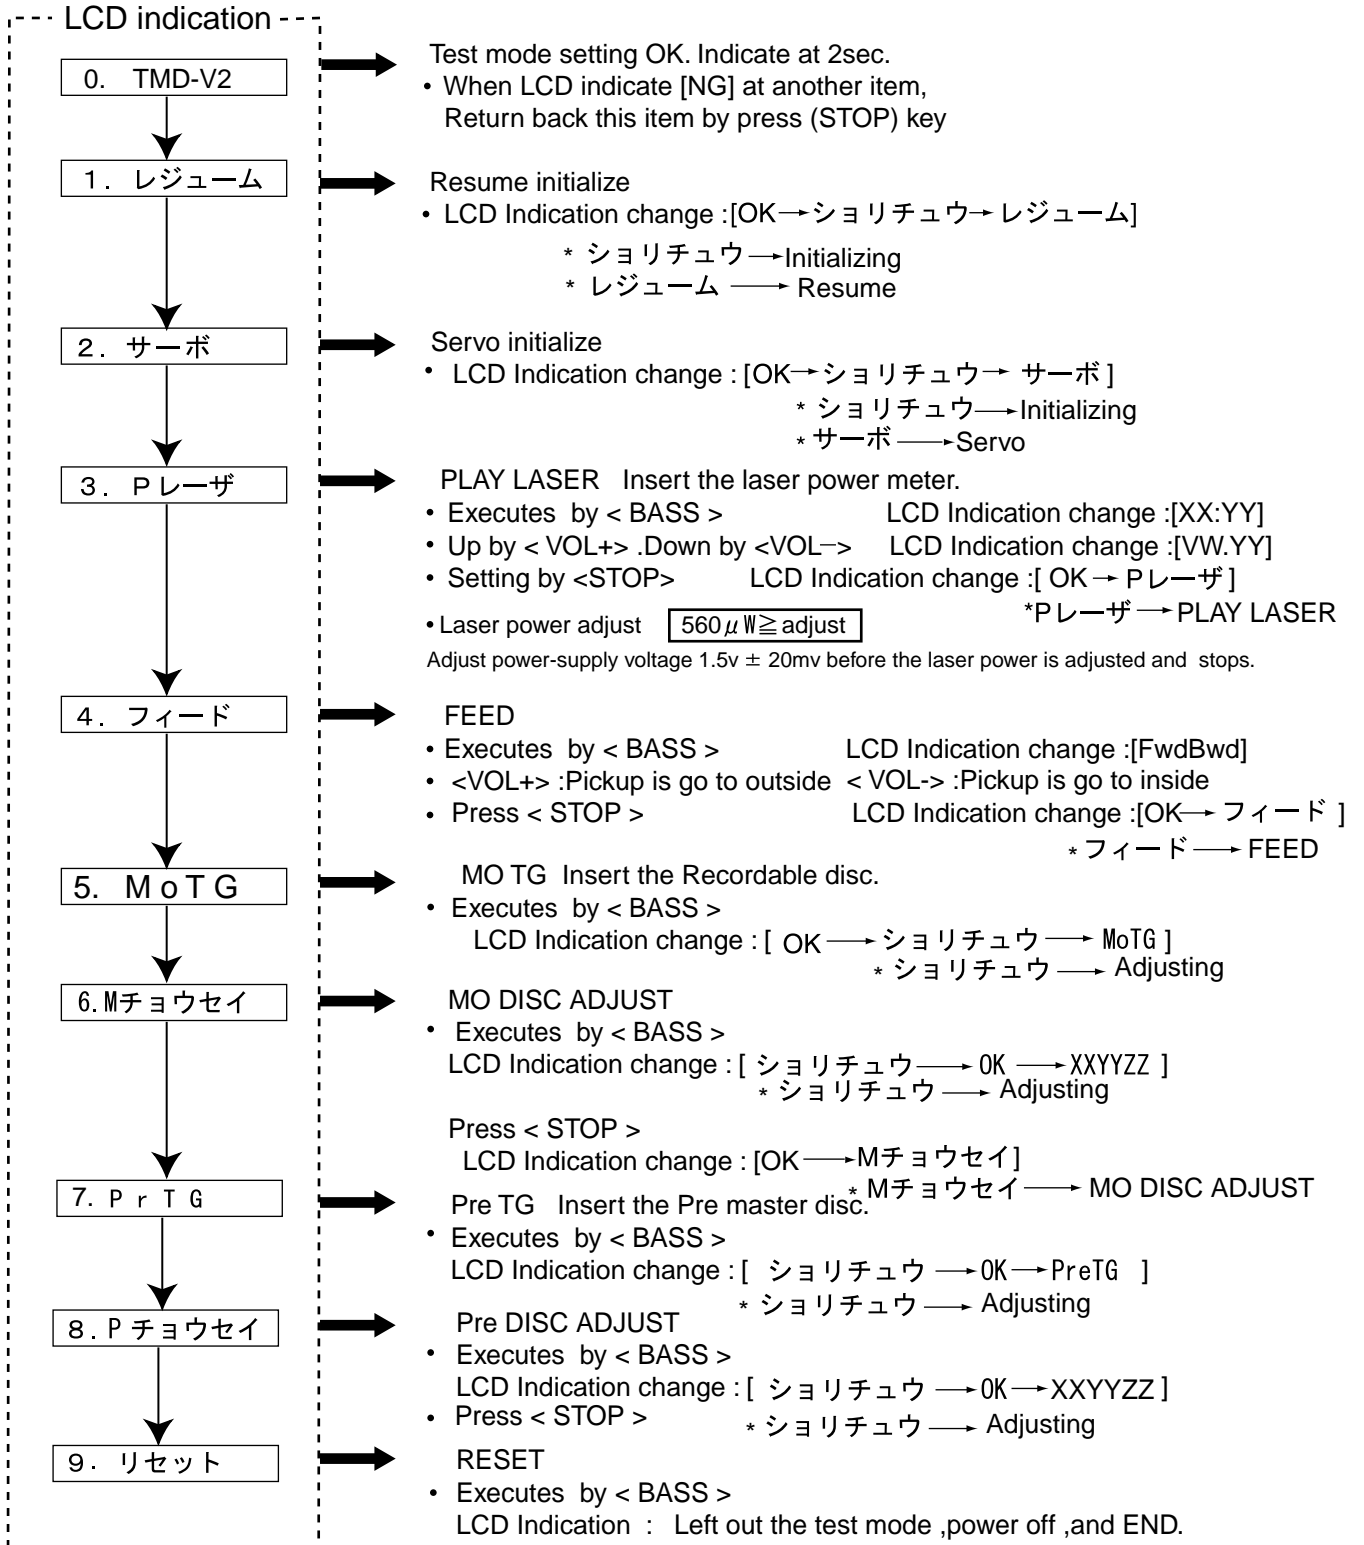 LCD indication
0. TMD-V2
Test mode setting OK. Indicate at 2sec.
• When LCD indicate [NG] at another item,
Return back this item by press (STOP) key
1. レジューム
Resume initialize
• LCD Indication change :[OK→ショリチュウ→レジューム]
* ショリチュウ→Initializing
* レジューム→Resume
2. サーボ
Servo initialize
• LCD Indication change : [OK→ショリチュウ→ サーボ]
* ショリチュウ→Initializing
* サーボ→Servo
3. Pレーザ
PLAY LASER Insert the laser power meter.
• Executes by < BASS > LCD Indication change :[XX:YY]
• Up by < VOL+> .Down by <VOL−> LCD Indication change :[VW.YY]
• Setting by <STOP> LCD Indication change :[ OK→Pレーザ]
*Pレーザ→PLAY LASER
• Laser power adjust 560μW≧adjust
Adjust power-supply voltage 1.5v ± 20mv before the laser power is adjusted and stops.
4. フィード
FEED
• Executes by < BASS > LCD Indication change :[FwdBwd]
• <VOL+> :Pickup is go to outside < VOL-> :Pickup is go to inside
• Press < STOP > LCD Indication change :[OK→フィード ]
* フィード→FEED
5. MoTG
MO TG Insert the Recordable disc.
• Executes by < BASS >
LCD Indication change : [ OK→ショリチュウ→MoTG ]
* ショリチュウ→Adjusting
6.Mチョウセイ
MO DISC ADJUST
• Executes by < BASS >
LCD Indication change : [ ショリチュウ→OK→XXYYZZ ]
* ショリチュウ→Adjusting
Press < STOP >
LCD Indication change : [OK→Mチョウセイ]
* Mチョウセイ→MO DISC ADJUST
7. PrTG
Pre TG Insert the Pre master disc.
• Executes by < BASS >
LCD Indication change : [ ショリチュウ→OK→PreTG ]
* ショリチュウ→Adjusting
8.Pチョウセイ
Pre DISC ADJUST
• Executes by < BASS >
LCD Indication change : [ ショリチュウ→OK→XXYYZZ ]
• Press < STOP >
* ショリチュウ→Adjusting
9. リセット
RESET
• Executes by < BASS >
LCD Indication : Left out the test mode ,power off ,and END.